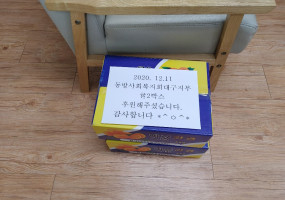 2020. 12.11
동방사회복지회대구지부
귤2박스
후원해주셨습니다.
감사합니다 *^o^*